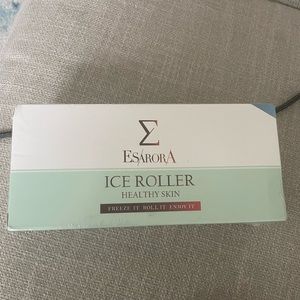 Σ
ESARORA
ICE ROLLER
HEALTHY SKIN
FREEZE IT ROLL IT ENJOY IT